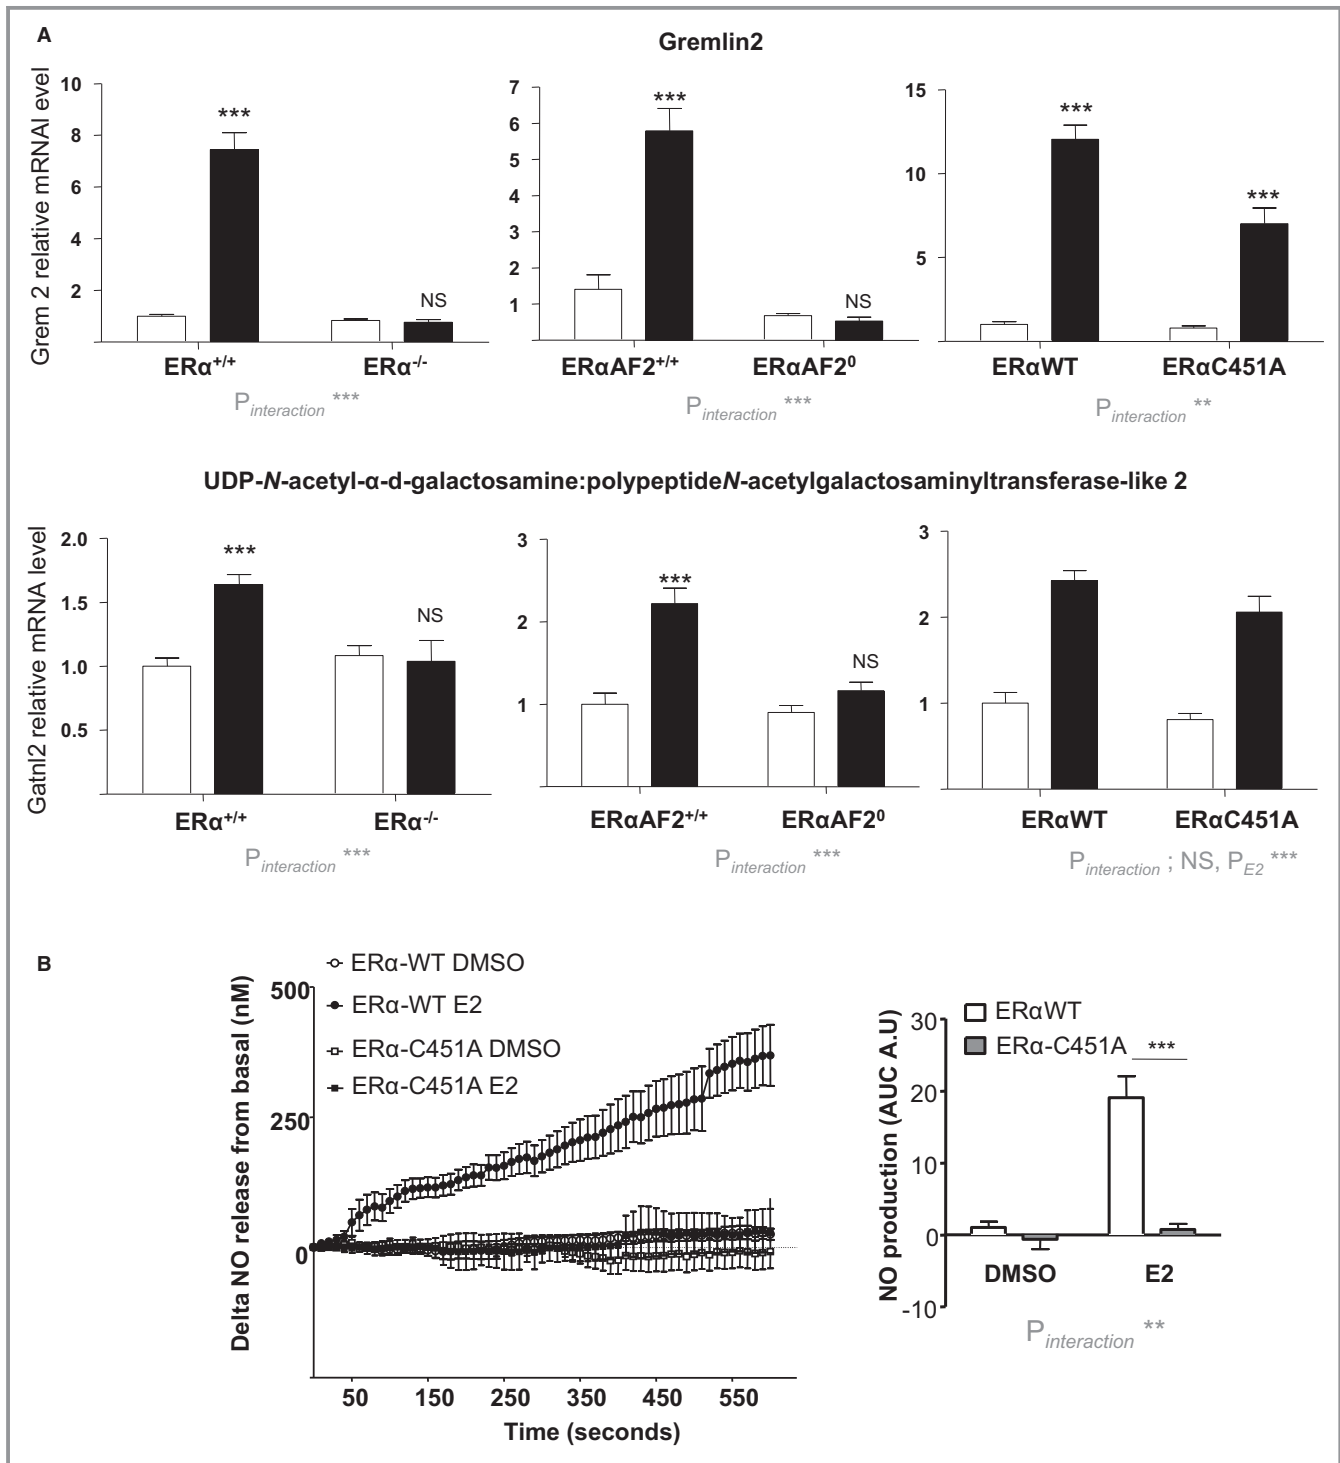 A
Gremlin2
Grem 2 relative mRNAl evel
10
8
6
4
2
***
NS
ERα+/+
ERα-/-
Pinteraction ***
7
6
5
4
3
2
1
***
NS
ERαAF2+/+
ERαAF20
Pinteraction ***
15
10
5
***
***
ERαWT
ERαC451A
Pinteraction **
UDP-N-acetyl-α-d-galactosamine:polypeptideN-acetylgalactosaminyltransferase-like 2
Gatnl2 relative mRNA level
2.0
1.5
1.0
0.5
***
NS
ERα+/+
ERα-/-
Pinteraction ***
3
2
1
***
NS
ERαAF2+/+
ERαAF20
Pinteraction ***
3
2
1
ERαWT
ERαC451A
Pinteraction ; NS, PE2 ***
B
Delta NO release from basal (nM)
500
250
0
ERα-WT DMSO
ERα-WT E2
ERα-C451A DMSO
ERα-C451A E2
50 150 250 350 450 550
Time (seconds)
NO production (AUC A.U)
30
20
10
0
-10
ERαWT
ERα-C451A
***
DMSO
E2
Pinteraction **